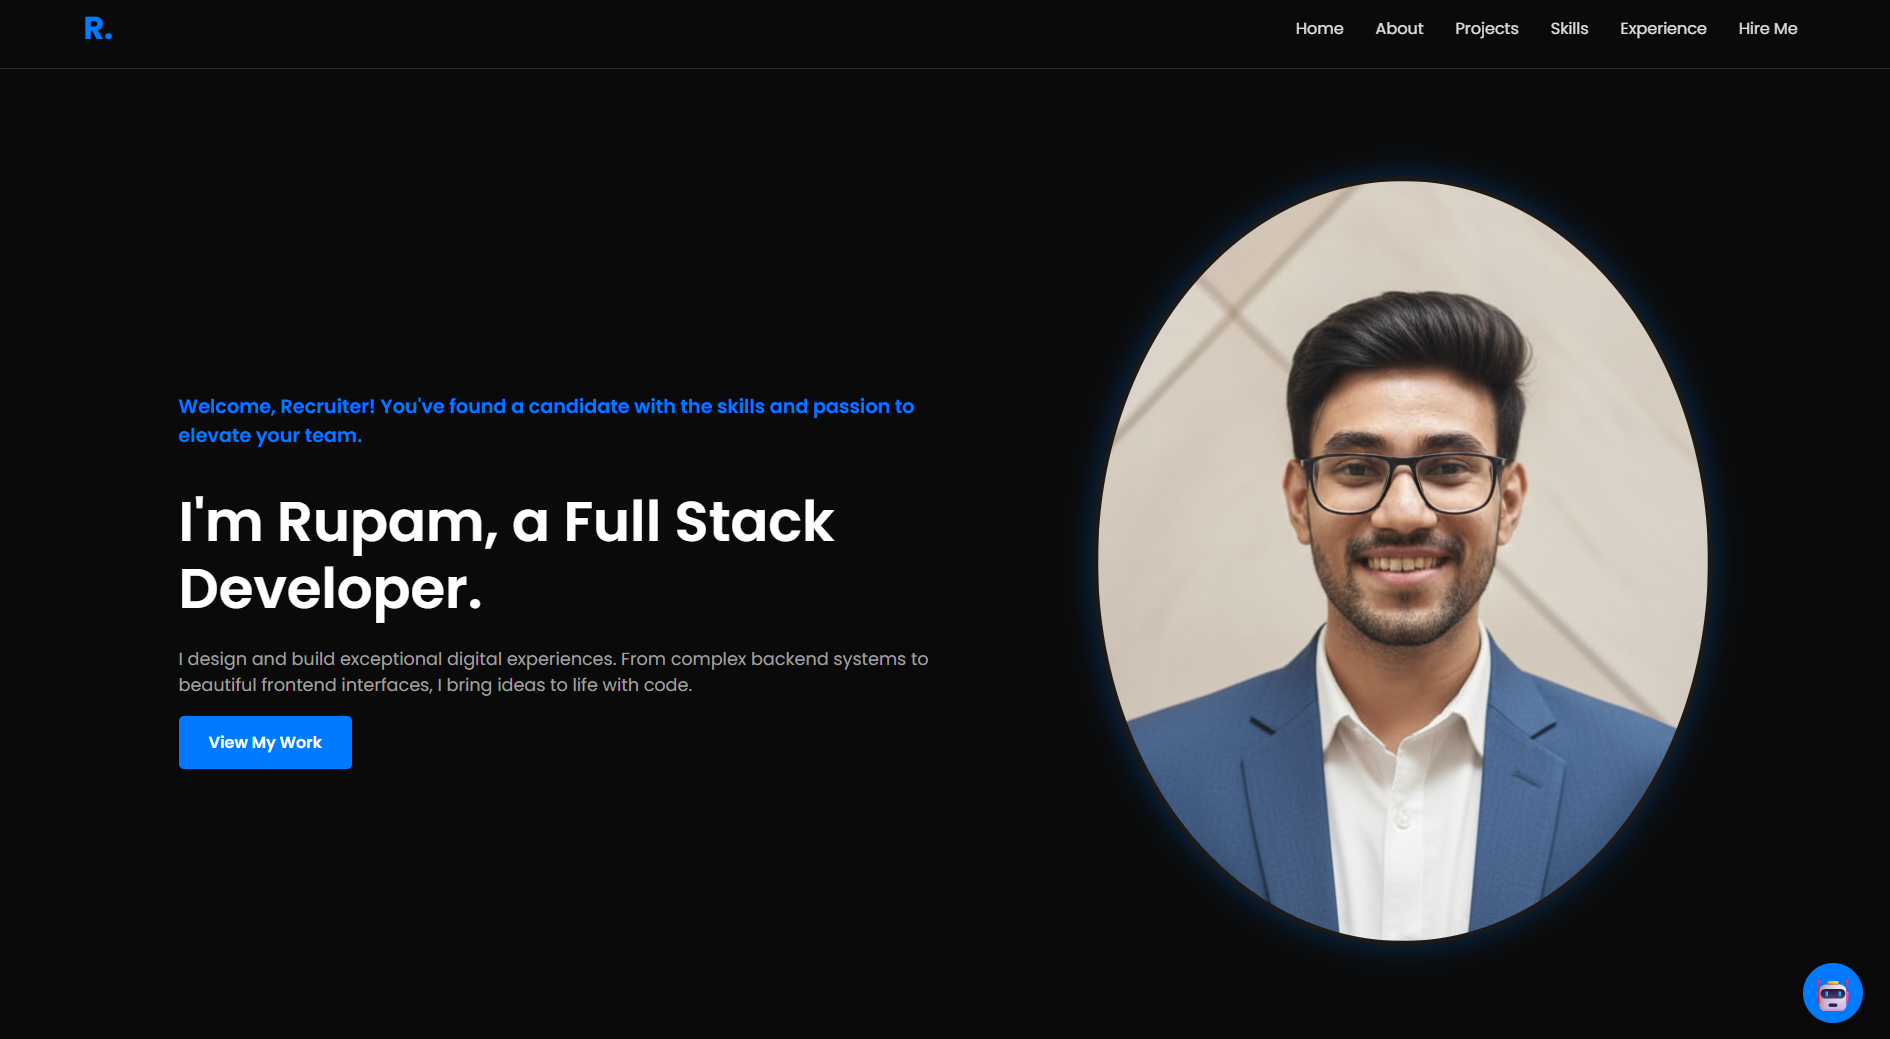 R.
Home About Projects Skills Experience Hire Me
Welcome, Recruiter! You've found a candidate with the skills and passion to
elevate your team.
I'm Rupam, a Full Stack
Developer.
I design and build exceptional digital experiences. From complex backend systems to
beautiful frontend interfaces, I bring ideas to life with code.
View My Work